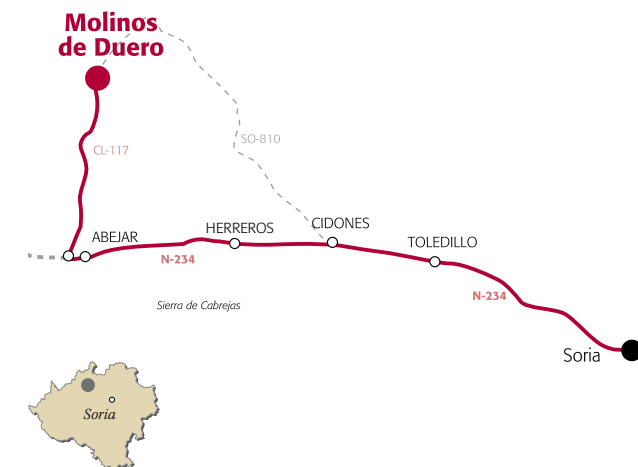 Molinos
de Duero
SO-810
CL-117
CIDONES
HERREROS
ABEJAR
TOLEDILLO
N-234
N-234
Sierra de Cabrejas
Soria
Soria